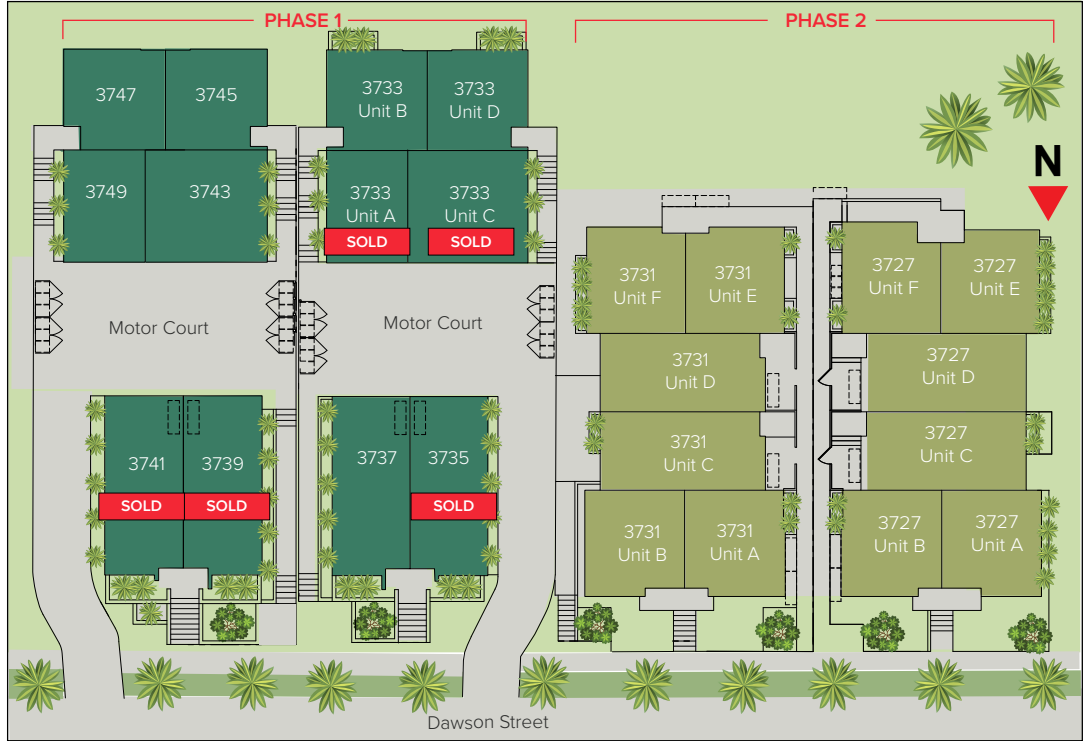 PHASE 1
PHASE 2
3747
3745
3733
Unit B
3733
Unit D
N
3749
3743
3733
Unit A
SOLD
3733
Unit C
SOLD
3731
Unit F
3731
Unit E
3727
Unit F
3727
Unit E
Motor Court
Motor Court
3731
Unit D
3727
Unit D
3741
SOLD
3739
SOLD
3737
3735
SOLD
3731
Unit C
3727
Unit C
3731
Unit B
3731
Unit A
3727
Unit B
3727
Unit A
Dawson Street